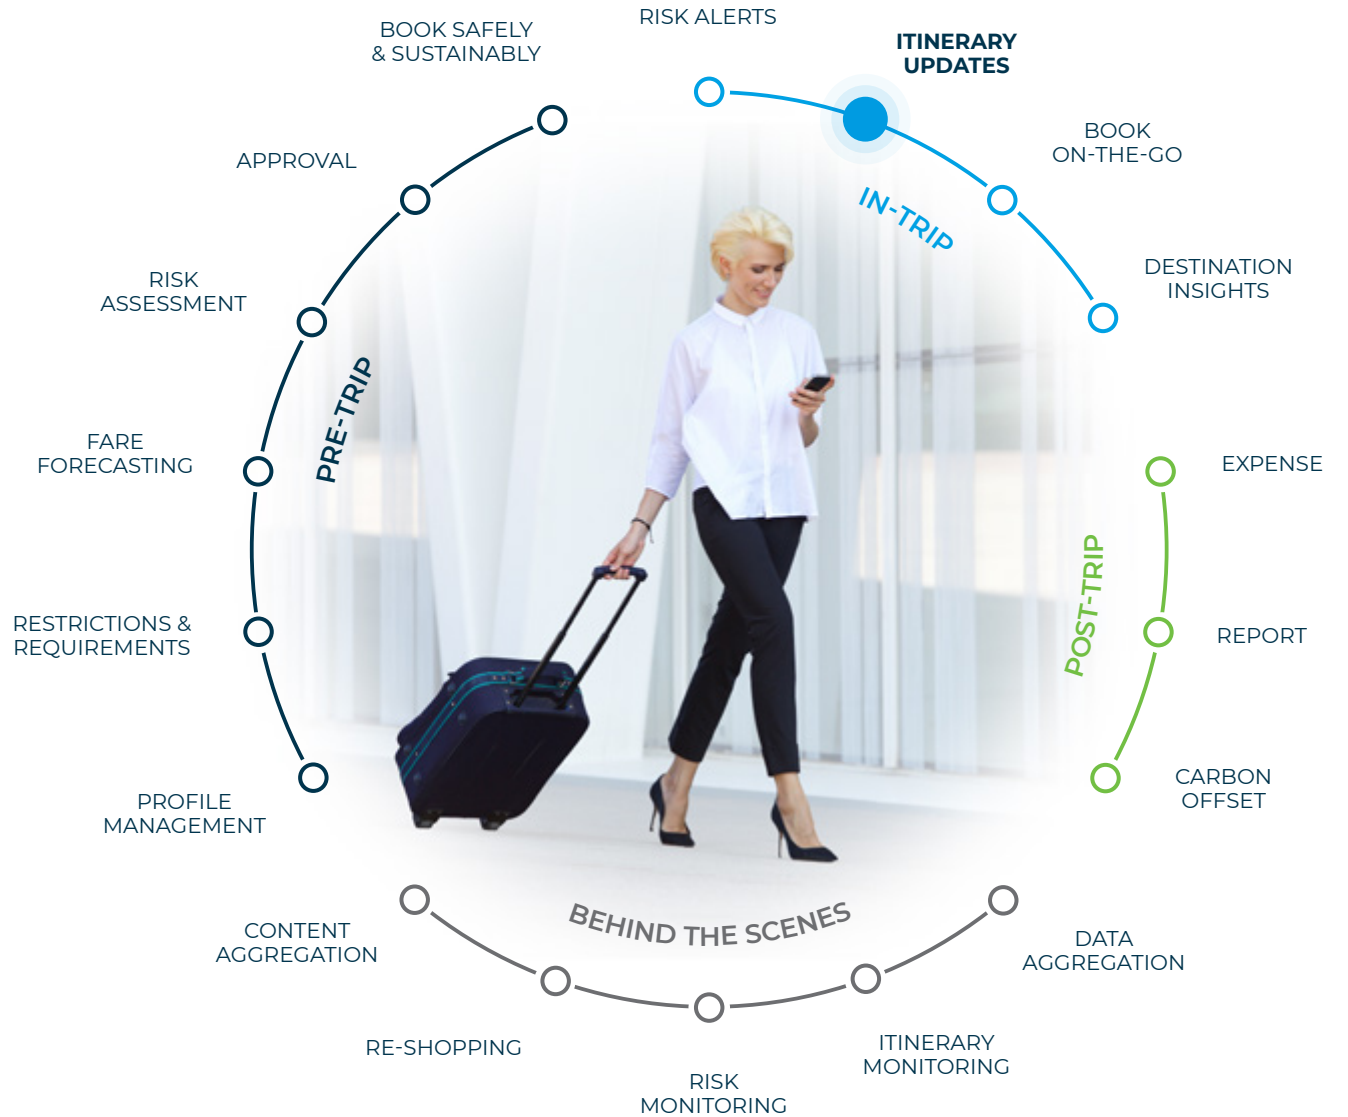 RISK ALERTS
BOOK SAFELY
& SUSTAINABLY
ITINERARY
UPDATES
BOOK
ON-THE-GO
APPROVAL
IN-TRIP
DESTINATION
INSIGHTS
RISK
ASSESSMENT
PRE-TRIP
FARE
FORECASTING
EXPENSE
POST-TRIP
RESTRICTIONS &
REQUIREMENTS
REPORT
CARBON
OFFSET
PROFILE
MANAGEMENT
BEHIND THE SCENES
CONTENT
AGGREGATION
DATA
AGGREGATION
RE-SHOPPING
ITINERARY
MONITORING
RISK
MONITORING